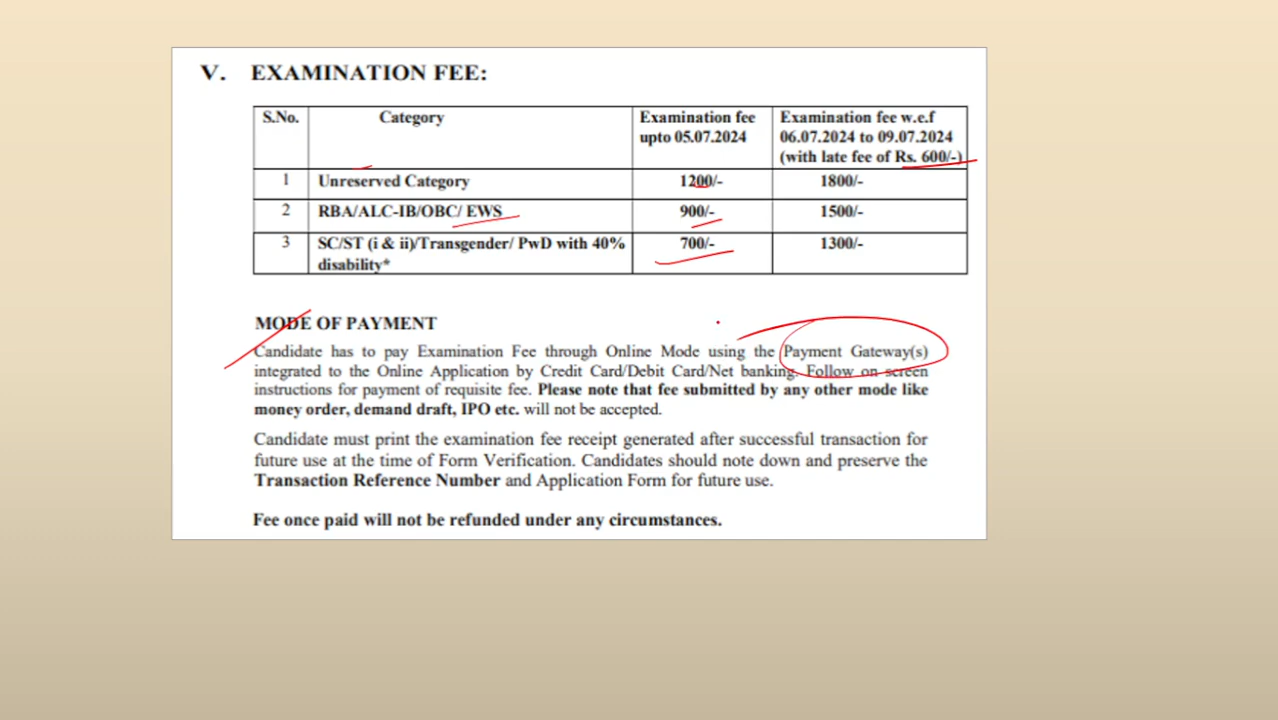 V. EXAMINATION FEE:
S.No. Category Examination fee upto 05.07.2024 Examination fee w.e.f 06.07.2024 to 09.07.2024 (with late fee of Rs. 600/-)
1 Unreserved Category 1200/- 1800/-
2 RBA/ALC-IB/OBC/ EWS 900/- 1500/-
3 SC/ST (i & ii)/Transgender/ PwD with 40% disability* 700/- 1300/-
MODE OF PAYMENT
Candidate has to pay Examination Fee through Online Mode using the Payment Gateway(s)
integrated to the Online Application by Credit Card/Debit Card/Net banking. Follow on screen
instructions for payment of requisite fee. Please note that fee submitted by any other mode like
money order, demand draft, IPO etc. will not be accepted.
Candidate must print the examination fee receipt generated after successful transaction for
future use at the time of Form Verification. Candidates should note down and preserve the
Transaction Reference Number and Application Form for future use.
Fee once paid will not be refunded under any circumstances.